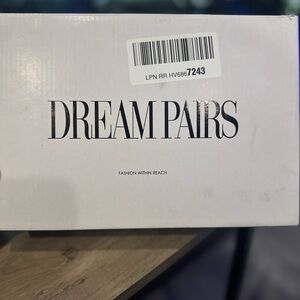 LPN RR HV6867243
DREAM PAIRS
FASHION WITHIN REACH